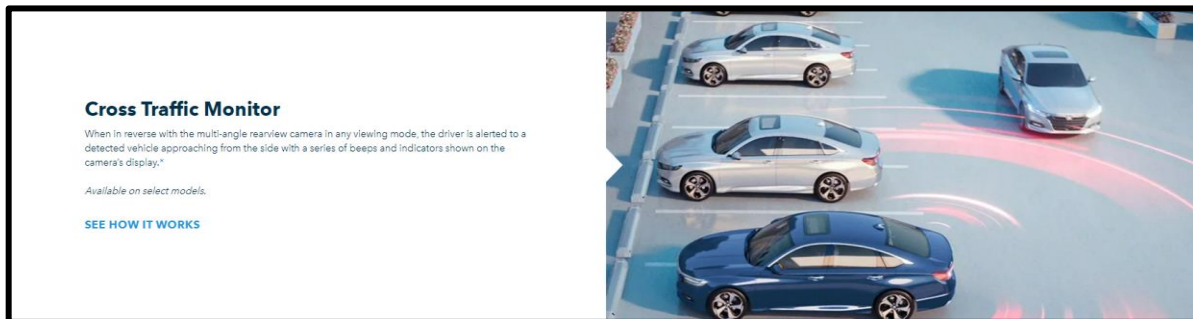 Cross Traffic Monitor
When in reverse with the multi-angle rearview camera in any viewing mode, the driver is alerted to a
detected vehicle approaching from the side with a series of beeps and indicators shown on the
camera's display.*
Available on select models.
SEE HOW IT WORKS